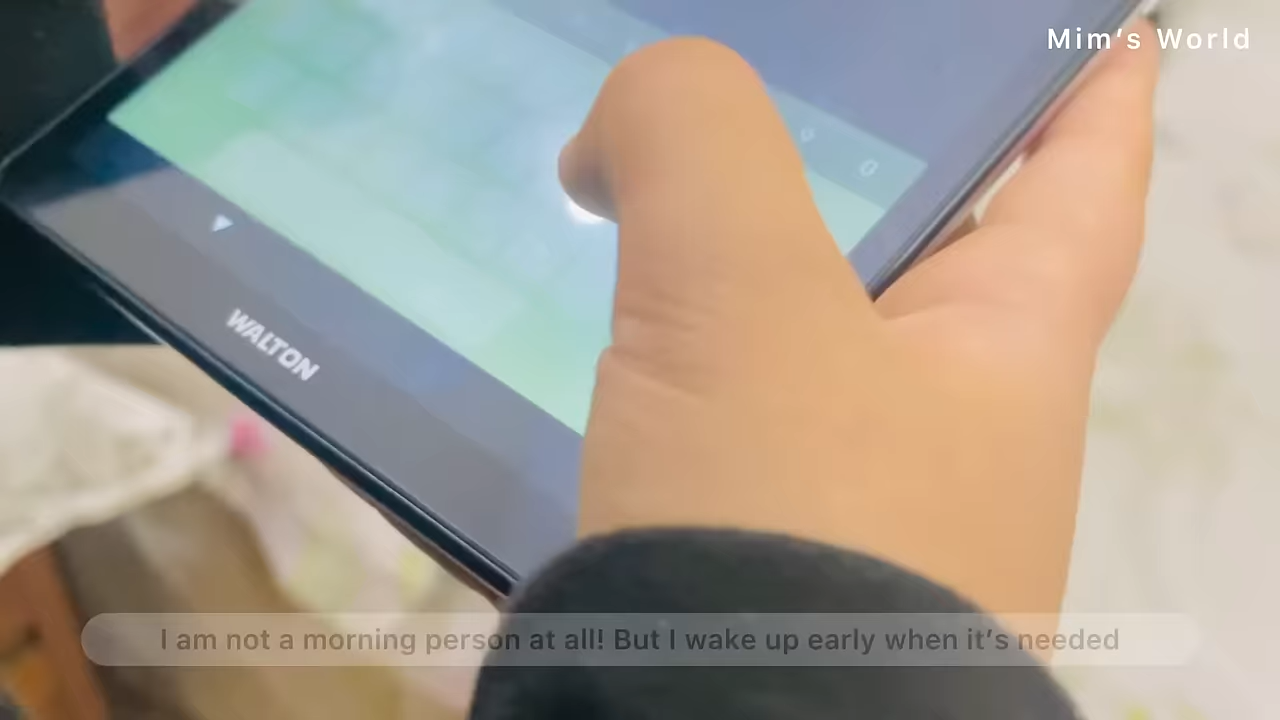 Mim's World
WALTON
I am not a morning person at all! But I wake up early when it's needed